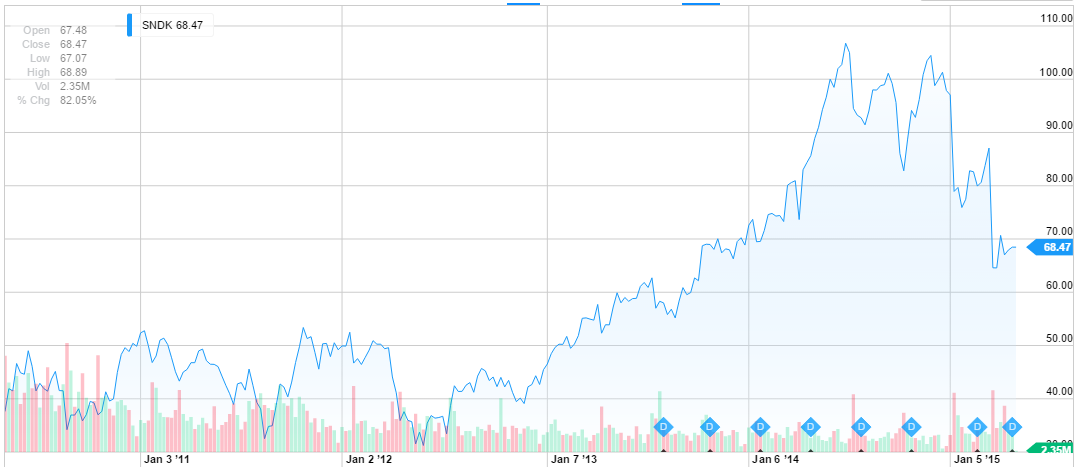 SNDK 68.47
Open 67.48
Close 68.47
Low 67.07
High 68.89
Vol 2.35M
% Chg 82.05%
110.00
100.00
90.00
80.00
70.00
68.47
60.00
50.00
40.00
2.35M
D D D D D D D D
Jan 3 '11 Jan 2 '12 Jan 7 '13 Jan 6 '14 Jan 5 '15